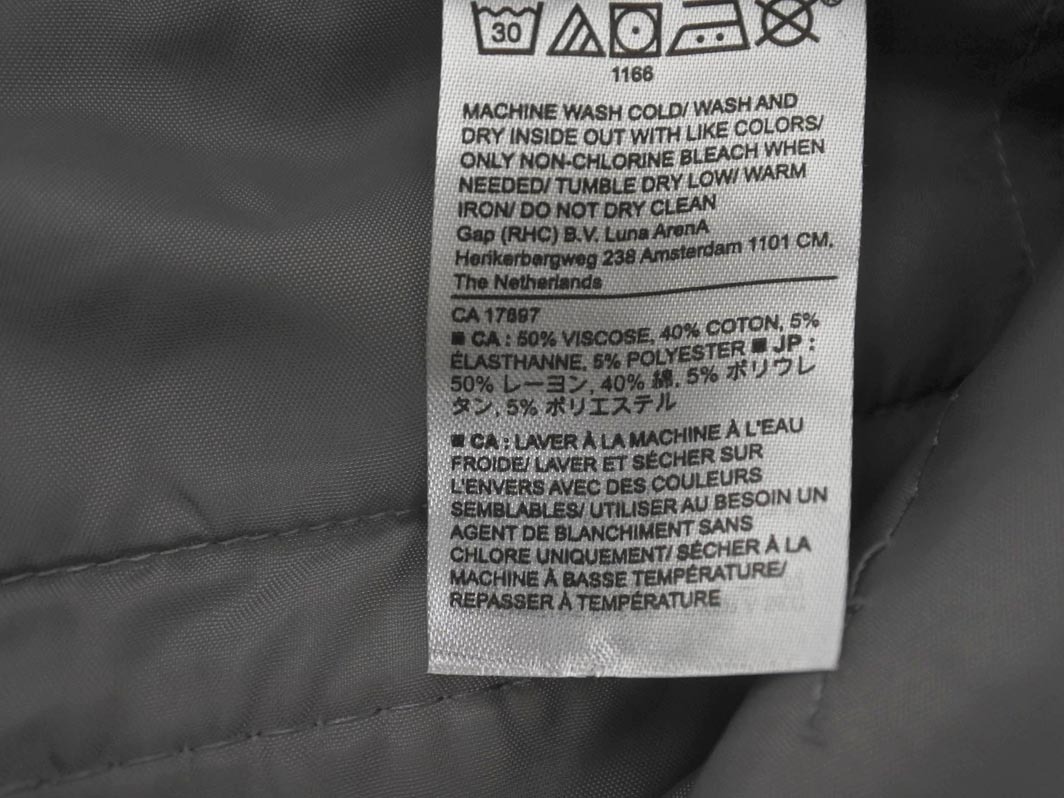 30
1166
MACHINE WASH COLD/ WASH AND
DRY INSIDE OUT WITH LIKE COLORS/
ONLY NON-CHLORINE BLEACH WHEN
NEEDED/ TUMBLE DRY LOW/ WARM
IRON/ DO NOT DRY CLEAN
Gap (RHC) B.V. Luna ArenA
Herikerbergweg 238 Amsterdam 1101 CM.
The Netherlands
CA 17897
■ CA : 50% VISCOSE, 40% COTON, 5%
ÉLASTHANNE, 5% POLYESTER ■ JP :
50% レーヨン, 40% 綿, 5% ポリウレ
タン, 5% ポリエステル
■ CA : LAVER À LA MACHINE À L'EAU
FROIDE/ LAVER ET SÉCHER SUR
L'ENVERS AVEC DES COULEURS
SEMBLABLES/ UTILISER AU BESOIN UN
AGENT DE BLANCHIMENT SANS
CHLORE UNIQUEMENT/ SÉCHER À LA
MACHINE À BASSE TEMPÉRATURE/
REPASSER À TEMPÉRATURE